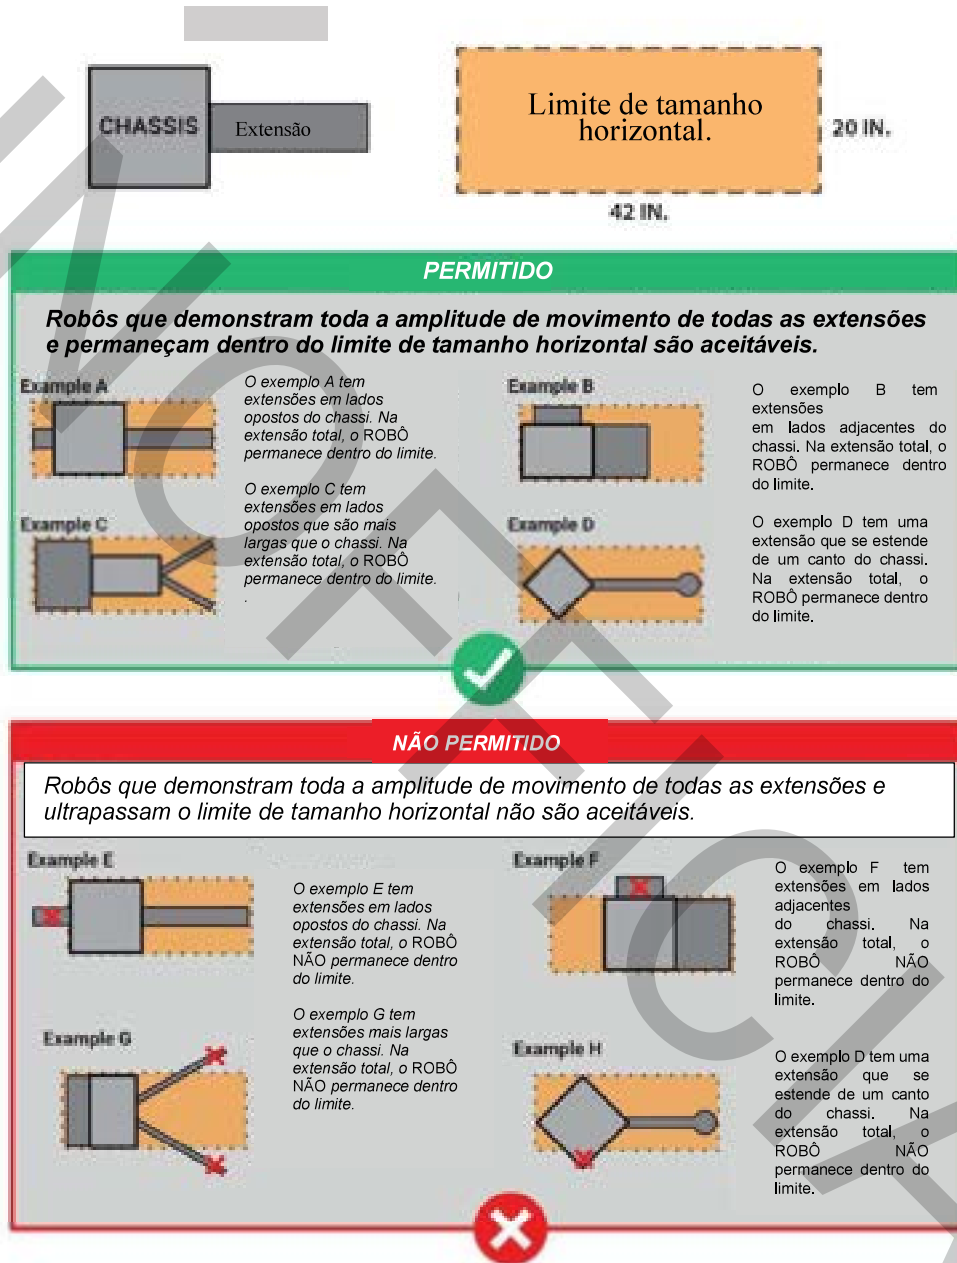 CHASSIS
Extensão
Limite de tamanho
horizontal.
20 IN.
42 IN.
PERMITIDO
Robôs que demonstram toda a amplitude de movimento de todas as extensões
e permaneçam dentro do limite de tamanho horizontal são aceitáveis.
Example A
O exemplo A tem
extensões em lados
opostos do chassi. Na
extensão total, o ROBÔ
permanece dentro do limite.
Example B
O exemplo B tem
extensões
em lados adjacentes do
chassi. Na extensão total, o
ROBÔ permanece dentro
do limite.
Example C
O exemplo C tem
extensões em lados
opostos que são mais
largas que o chassi. Na
extensão total, o ROBÔ
permanece dentro do limite.
.
Example D
O exemplo D tem uma
extensão que se estende
de um canto do chassi.
Na extensão total, o
ROBÔ permanece dentro
do limite.
NÃO PERMITIDO
Robôs que demonstram toda a amplitude de movimento de todas as extensões e
ultrapassam o limite de tamanho horizontal não são aceitáveis.
Example E
O exemplo E tem
extensões em lados
opostos do chassi. Na
extensão total, o ROBÔ
NÃO permanece dentro
do limite.
Example F
O exemplo F tem
extensões em lados
adjacentes
do chassi. Na
extensão total, o
ROBÔ NÃO
permanece dentro do
limite.
Example G
O exemplo G tem
extensões mais largas
que o chassi. Na
extensão total, o ROBÔ
NÃO permanece dentro
do limite.
Example H
O exemplo D tem uma
extensão que se
estende de um canto
do chassi. Na
extensão total, o
ROBÔ NÃO
permanece dentro do
limite.